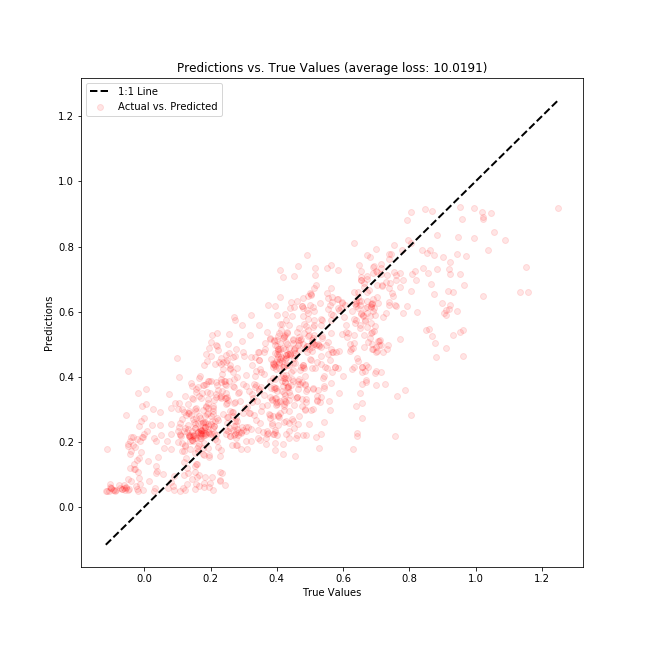 Predictions vs. True Values (average loss: 10.0191)
1:1 Line
Actual vs. Predicted
1.2
1.0
0.8
0.6
0.4
0.2
0.0
Predictions
0.0 0.2 0.4 0.6 0.8 1.0 1.2
True Values